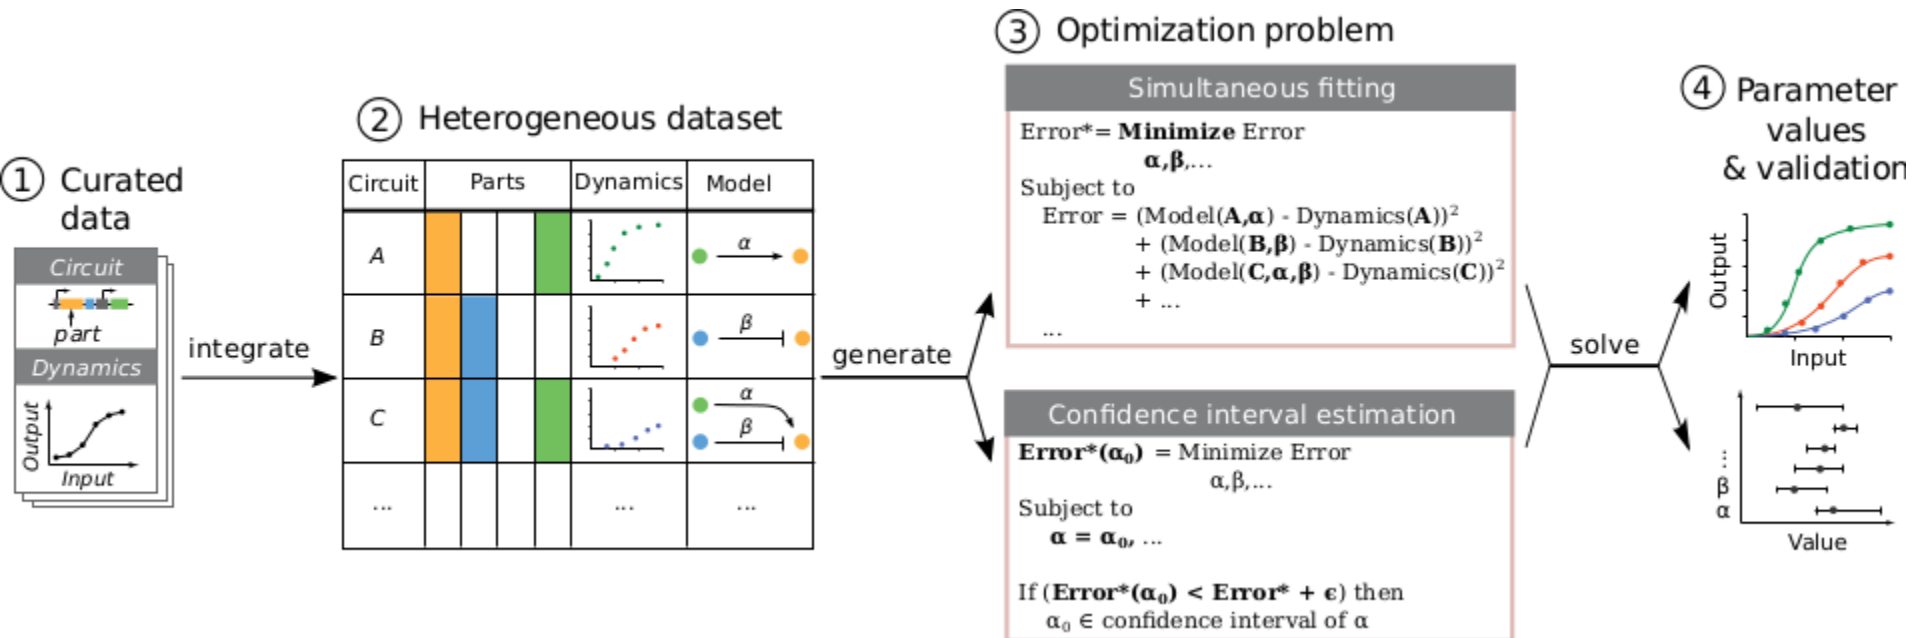 ① Curated
data
Circuit
part
Dynamics
Output
Input
integrate
② Heterogeneous dataset
Circuit Parts Dynamics Model
A α
B β
C α
β
... ... ...
generate
③ Optimization problem
Simultaneous fitting
Error*= Minimize Error
α,β,...
Subject to
Error = (Model(A,α) - Dynamics(A))²
+ (Model(B,β) - Dynamics(B))²
+ (Model(C,α,β) - Dynamics(C))²
+ ...
...
Confidence interval estimation
Error*(α₀) = Minimize Error
α,β,...
Subject to
α = α₀, ...
If (Error*(α₀) < Error* + ϵ) then
α₀ ∈ confidence interval of α
solve
④ Parameter
values
& validation
Output
Input
...
β
α
Value